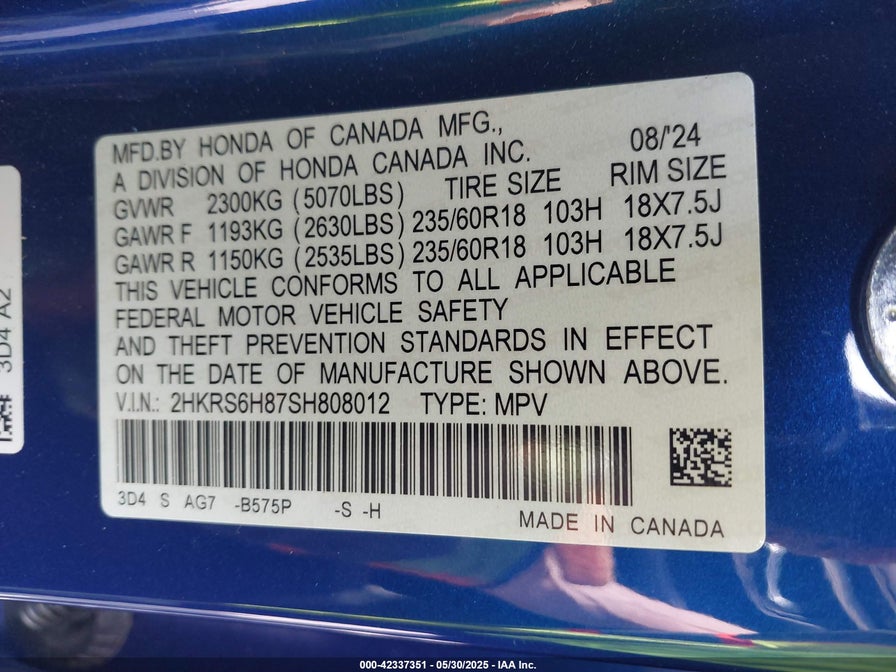 MFD.BY HONDA OF CANADA MFG., 08/'24
A DIVISION OF HONDA CANADA INC.
GVWR 2300KG (5070LBS) TIRE SIZE RIM SIZE
GAWR F 1193KG (2630LBS) 235/60R18 103H 18X7.5J
GAWR R 1150KG (2535LBS) 235/60R18 103H 18X7.5J
THIS VEHICLE CONFORMS TO ALL APPLICABLE
FEDERAL MOTOR VEHICLE SAFETY
AND THEFT PREVENTION STANDARDS IN EFFECT
ON THE DATE OF MANUFACTURE SHOWN ABOVE.
V.I.N.: 2HKRS6H87SH808012 TYPE: MPV
3D4 S AG7 -B575P -S -H
MADE IN CANADA
3D4 A2
000-42337351 - 05/30/2025 - IAA Inc.